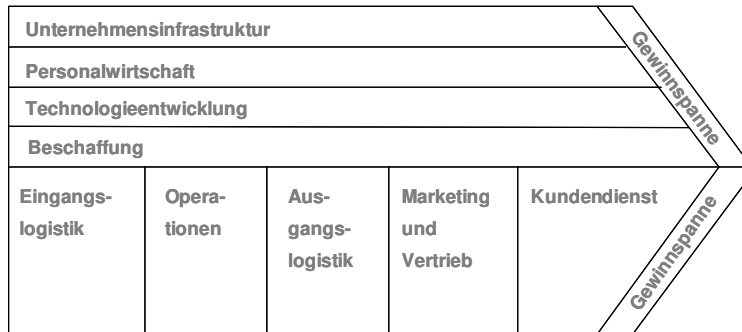 Unternehmensinfrastruktur
Personalwirtschaft
Technologieentwicklung
Beschaffung
Gewinnspanne
Eingangs-
logistik
Opera-
tionen
Aus-
gangs-
logistik
Marketing
und
Vertrieb
Kundendienst
Gewinnspanne